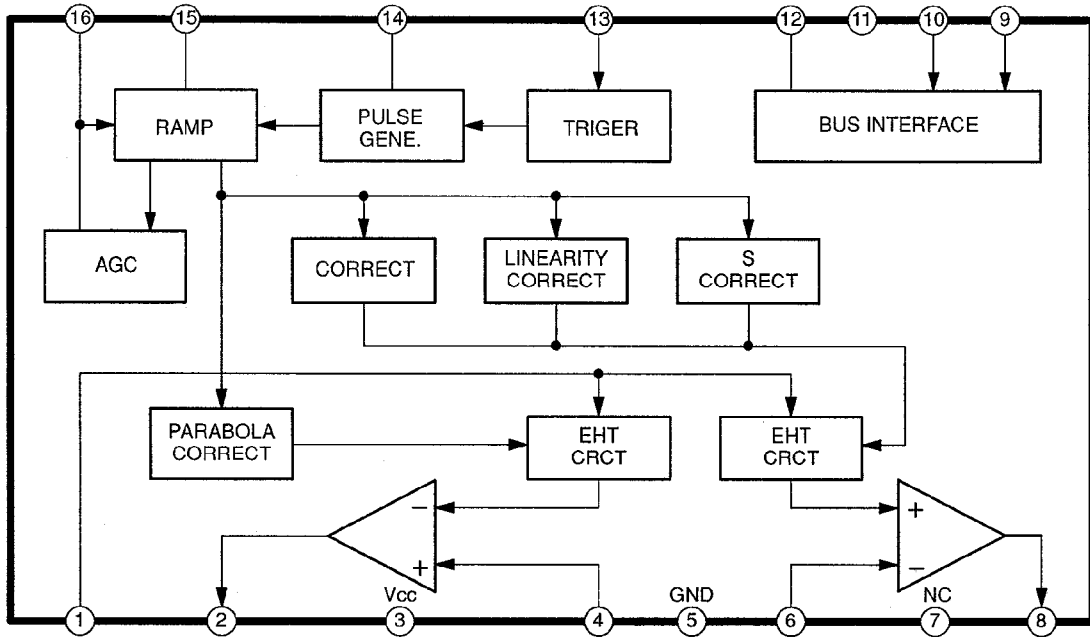 16 15 14 13 12 11 10 9
RAMP
PULSE
GENE.
TRIGER
BUS INTERFACE
AGC
CORRECT
LINEARITY
CORRECT
S
CORRECT
PARABOLA
CORRECT
EHT
CRCT
EHT
CRCT
−
+
+
−
Vcc
GND
NC
1 2 3 4 5 6 7 8